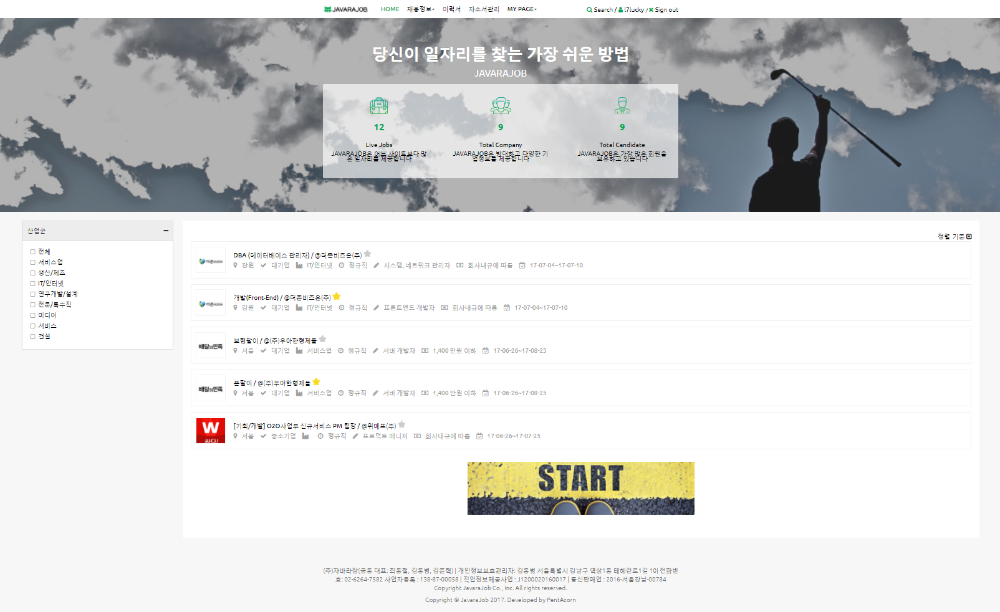 JAVARAJOB HOME 채용정보 이력서 자소서관리 MY PAGE Search / l7lucky / Sign out
당신이 일자리를 찾는 가장 쉬운 방법
JAVARAJOB
12
Live Jobs
JAVARAJOB은 어느 사이트보다 많
은 일자리를 제공합니다
9
Total Company
JAVARAJOB은 방대하고 다양한 기
업정보를 제공합니다
9
Total Candidate
JAVARAJOB은 가장 많은 회원을
보유하고 있습니다
산업군
전체
서비스업
생산/제조
IT/인터넷
연구개발/설계
전문/특수직
미디어
서비스
건설
정렬 기준
DBA (데이터베이스 관리자) / @더존비즈온(주)
강원 대기업 IT/인터넷 정규직 시스템, 네트워크 관리자 회사내규에 따름 17-07-04~17-07-10
개발(Front-End) / @더존비즈온(주)
강원 대기업 IT/인터넷 정규직 프론트엔드 개발자 회사내규에 따름 17-07-04~17-07-10
배달의민족
보험팔이 / @(주)우아한형제들
서울 대기업 서비스업 정규직 서버 개발자 1,400 만원 이하 17-06-26~17-08-25
배달의민족
폰팔이 / @(주)우아한형제들
서울 대기업 서비스업 정규직 서버 개발자 1,400 만원 이하 17-06-26~17-08-25
W
싸다/
[기획/개발] O2O사업부 신규서비스 PM 팀장 / @위메프(주)
서울 중소기업 정규직 프로덕트 매니저 회사내규에 따름 17-06-26~17-07-25
START
(주)자바라잡(공동 대표: 최동철, 김동범, 김준혁) | 개인정보보호관리자: 김동범 서울특별시 강남구 역삼1동 테헤란로1길 10| 전화번
호: 02-6264-7582 사업자등록 : 138-87-00058 | 직업정보제공사업 : J1200020160017 | 통신판매업 : 2016-서울강남-00784
Copyright JavaraJob Co., Inc. All rights reserved.
Copyright © JavaraJob 2017. Developed by PentAcorn